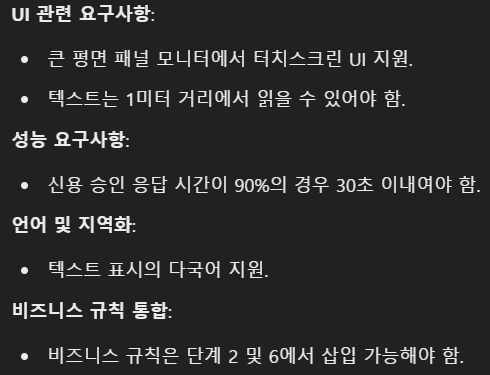 UI 관련 요구사항:
• 큰 평면 패널 모니터에서 터치스크린 UI 지원.
• 텍스트는 1미터 거리에서 읽을 수 있어야 함.
성능 요구사항:
• 신용 승인 응답 시간이 90%의 경우 30초 이내여야 함.
언어 및 지역화:
• 텍스트 표시의 다국어 지원.
비즈니스 규칙 통합:
• 비즈니스 규칙은 단계 2 및 6에서 삽입 가능해야 함.